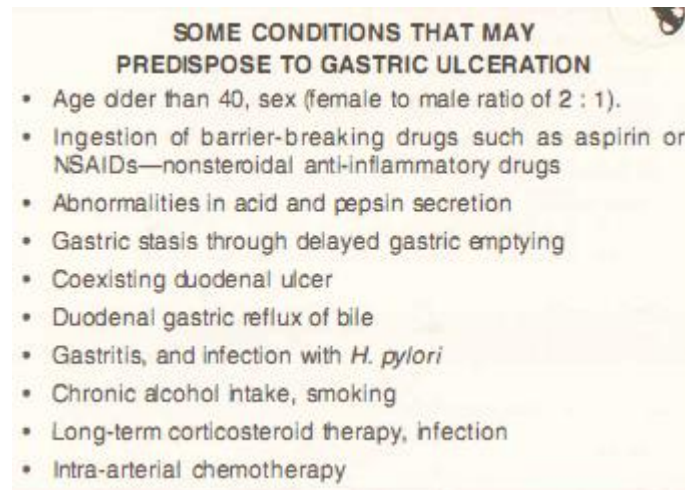 SOME CONDITIONS THAT MAY
PREDISPOSE TO GASTRIC ULCERATION
• Age dder than 40, sex (female to male ratio of 2 : 1).
• Ingestion of barrier-breaking drugs such as aspirin or
NSAIDs—nonsteroidal anti-inflammatory drugs
• Abnormalities in acid and pepsin secretion
• Gastric stasis through delayed gastric emptying
• Coexisting duodenal ulcer
• Duodenal gastric reflux of bile
• Gastritis, and infection with H. pylori
• Chronic alcohol intake, smoking
• Long-term corticosteroid therapy, infection
• Intra-arterial chemotherapy